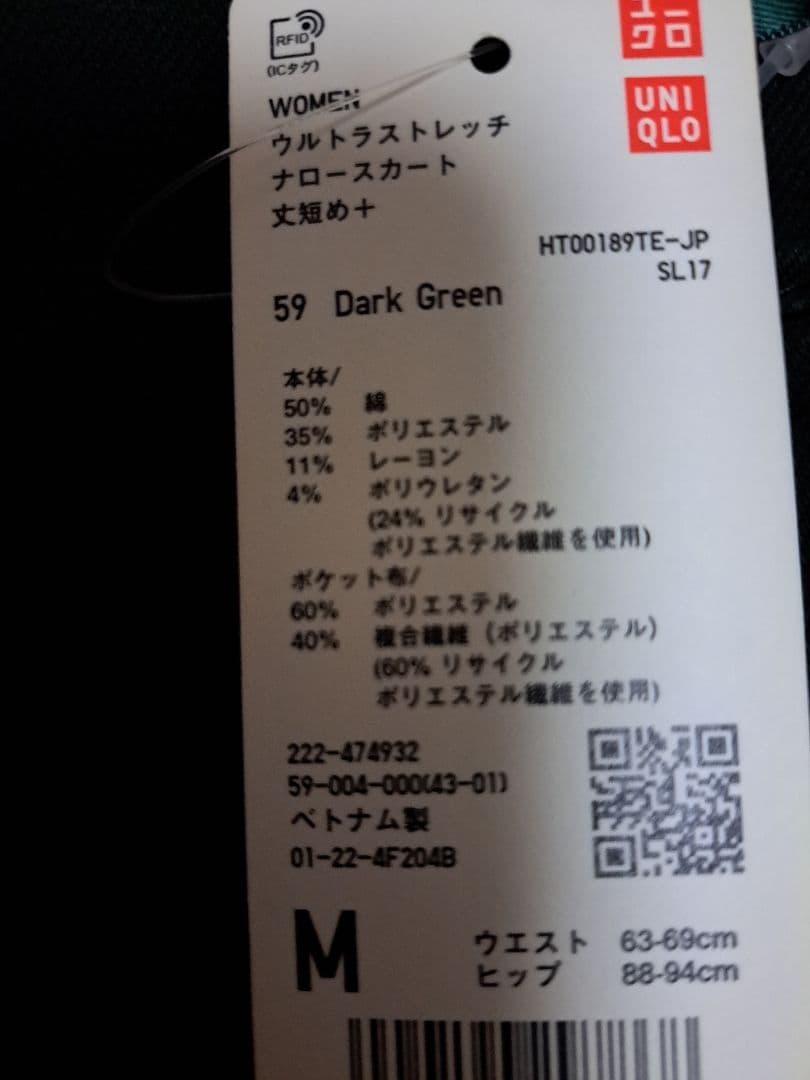 RFID
(ICタグ)
ユニ
クロ
WOMEN
UNI
QLO
ウルトラストレッチ
ナロースカート
丈短め+
HT00189TE-JP
SL17
59 Dark Green
本体/
50% 綿
35% ポリエステル
11% レーヨン
4% ポリウレタン
(24% リサイクル
ポリエステル繊維を使用)
ポケット布/
60% ポリエステル
40% 複合繊維 (ポリエステル)
(60% リサイクル
ポリエステル繊維を使用)
222-474932
59-004-000(43-01)
ベトナム製
01-22-4F204B
M
ウエスト 63-69cm
ヒップ 88-94cm